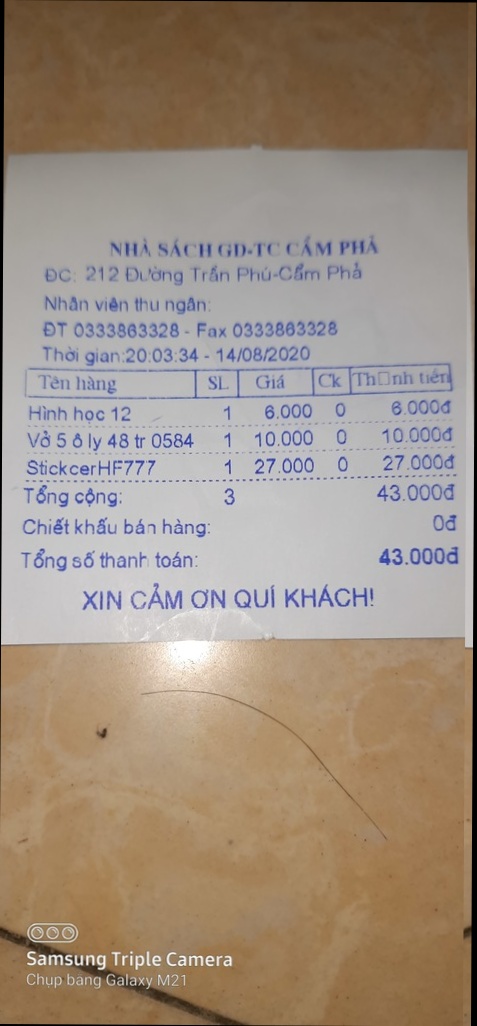 NHÀ SÁCH GD-TC CẨM PHẢ
ĐC: 212 Đường Trần Phú-Cẩm Phả
Nhân viên thu ngân:
ĐT 0333863328 - Fax 0333863328
Thời gian:20:03:34 - 14/08/2020
Tên hàng SL Giá Ck Th□nh tiền
Hình học 12 1 6.000 0 6.000đ
Vở 5 ô ly 48 tr 0584 1 10.000 0 10.000đ
StickcerHF777 1 27.000 0 27.000đ
Tổng cộng: 3 43.000đ
Chiết khấu bán hàng: 0đ
Tổng số thanh toán: 43.000đ
XIN CẢM ƠN QUÍ KHÁCH!
Samsung Triple Camera
Chụp bằng Galaxy M21